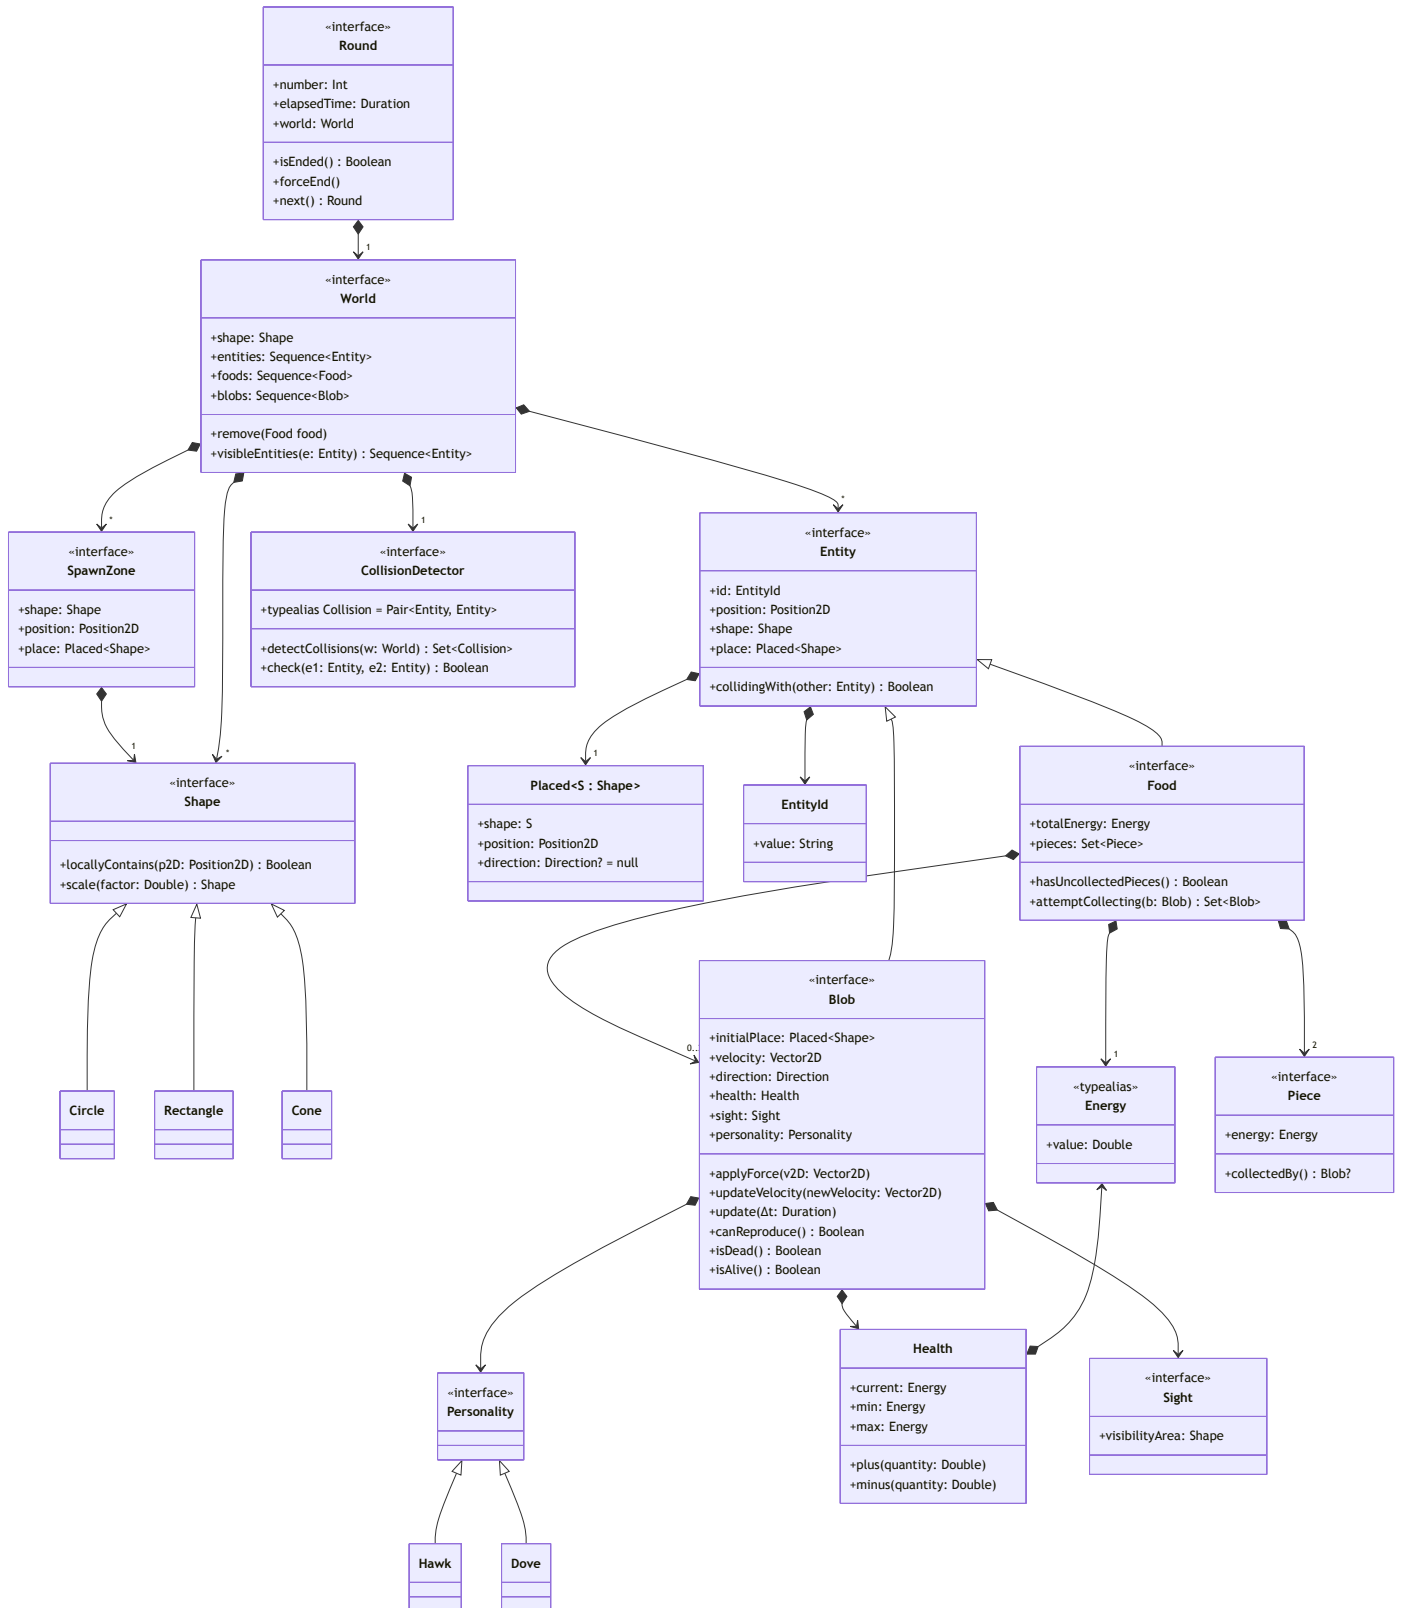 «interface»
Round
+number: Int
+elapsedTime: Duration
+world: World
+isEnded() : Boolean
+forceEnd()
+next() : Round
1
«interface»
World
+shape: Shape
+entities: Sequence<Entity>
+foods: Sequence<Food>
+blobs: Sequence<Blob>
+remove(Food food)
+visibleEntities(e: Entity) : Sequence<Entity>
*
1
*
«interface»
SpawnZone
+shape: Shape
+position: Position2D
+place: Placed<Shape>
«interface»
CollisionDetector
+typealias Collision = Pair<Entity, Entity>
+detectCollisions(w: World) : Set<Collision>
+check(e1: Entity, e2: Entity) : Boolean
«interface»
Entity
+id: EntityId
+position: Position2D
+shape: Shape
+place: Placed<Shape>
+collidingWith(other: Entity) : Boolean
1
*
1
«interface»
Shape
+locallyContains(p2D: Position2D) : Boolean
+scale(factor: Double) : Shape
Placed<S : Shape>
+shape: S
+position: Position2D
+direction: Direction? = null
EntityId
+value: String
«interface»
Food
+totalEnergy: Energy
+pieces: Set<Piece>
+hasUncollectedPieces() : Boolean
+attemptCollecting(b: Blob) : Set<Blob>
0..
1
2
Circle
Rectangle
Cone
«interface»
Blob
+initialPlace: Placed<Shape>
+velocity: Vector2D
+direction: Direction
+health: Health
+sight: Sight
+personality: Personality
+applyForce(v2D: Vector2D)
+updateVelocity(newVelocity: Vector2D)
+update(Δt: Duration)
+canReproduce() : Boolean
+isDead() : Boolean
+isAlive() : Boolean
«typealias»
Energy
+value: Double
«interface»
Piece
+energy: Energy
+collectedBy() : Blob?
«interface»
Personality
Health
+current: Energy
+min: Energy
+max: Energy
+plus(quantity: Double)
+minus(quantity: Double)
«interface»
Sight
+visibilityArea: Shape
Hawk
Dove